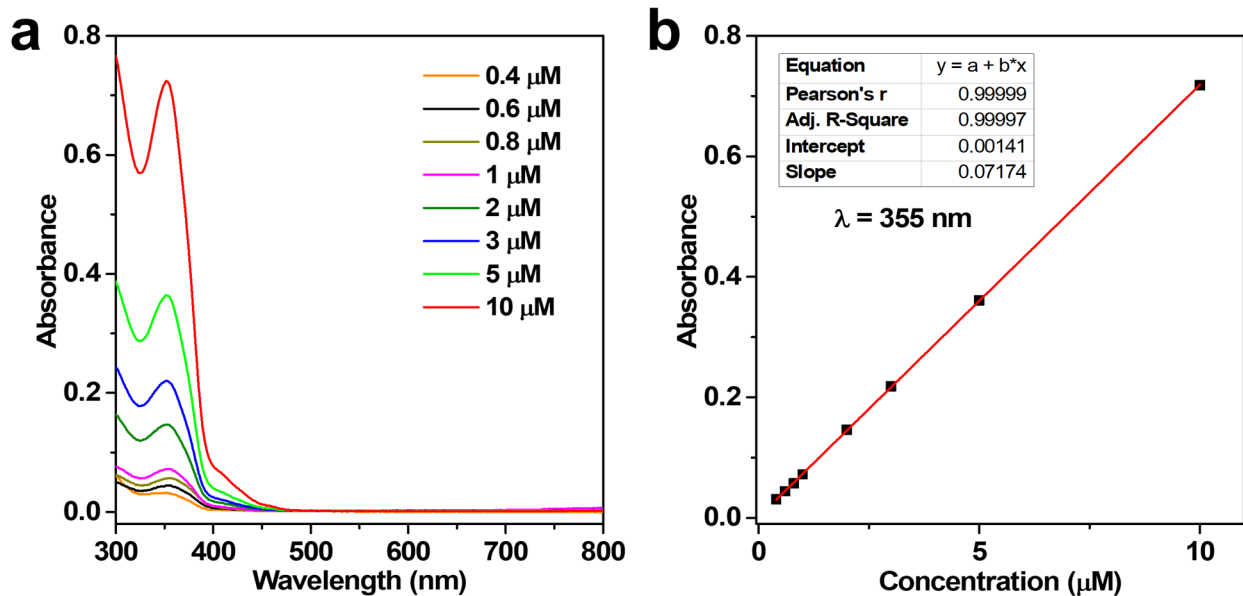 a
0.8
0.6
0.4
0.2
0.0
Absorbance
300
400
500
600
700
800
Wavelength (nm)
0.4 μM
0.6 μM
0.8 μM
1 μM
2 μM
3 μM
5 μM
10 μM
b
0.8
0.6
0.4
0.2
0.0
Absorbance
0
5
10
Concentration (μM)
Equation y = a + b*x
Pearson's r 0.99999
Adj. R-Square 0.99997
Intercept 0.00141
Slope 0.07174
λ = 355 nm